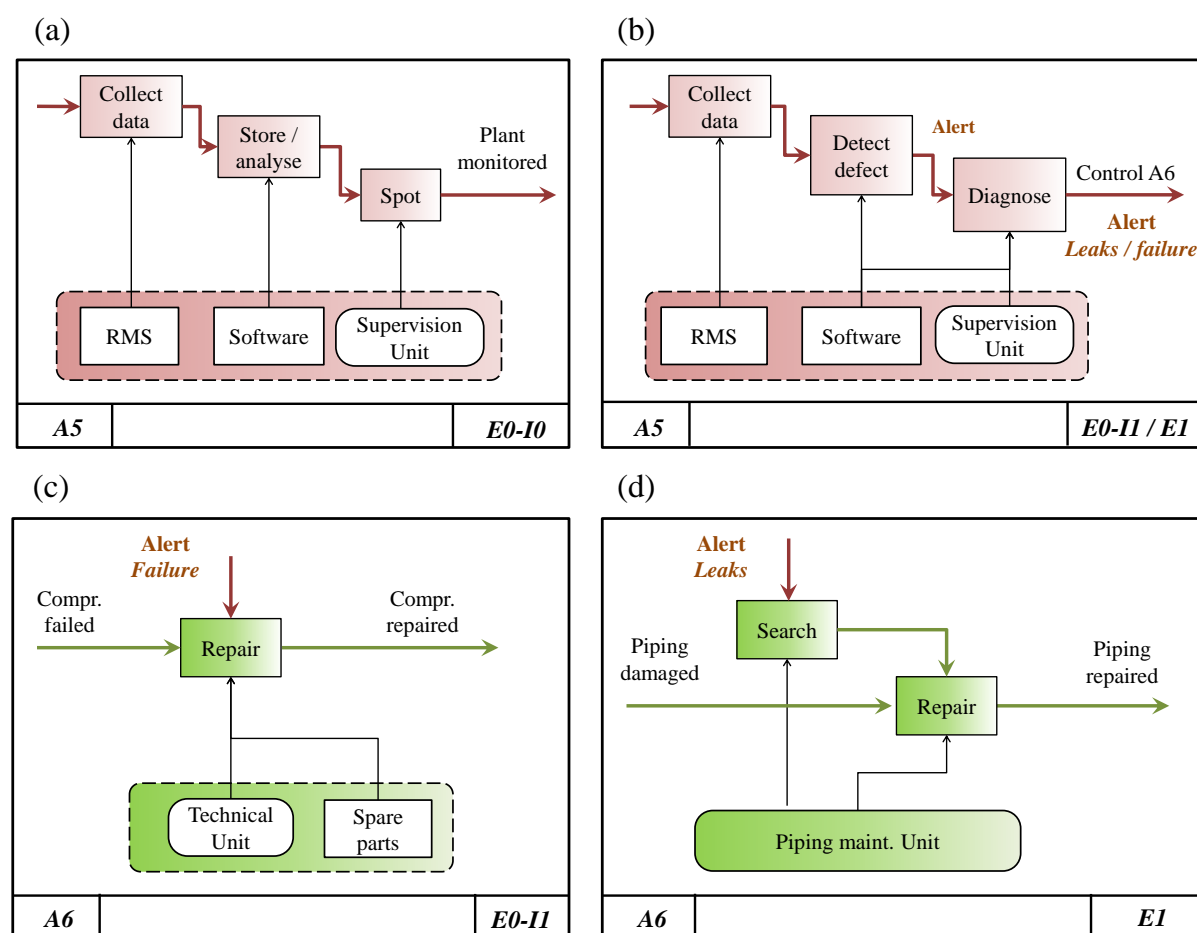 (a)
Collect
data
Store /
analyse
Spot
Plant
monitored
RMS
Software
Supervision
Unit
A5
E0-I0
(b)
Collect
data
Detect
defect
Alert
Diagnose
Control A6
Alert
Leaks / failure
RMS
Software
Supervision
Unit
A5
E0-I1 / E1
(c)
Alert
Failure
Compr.
failed
Repair
Compr.
repaired
Technical
Unit
Spare
parts
A6
E0-I1
(d)
Alert
Leaks
Search
Piping
damaged
Repair
Piping
repaired
Piping maint. Unit
A6
E1